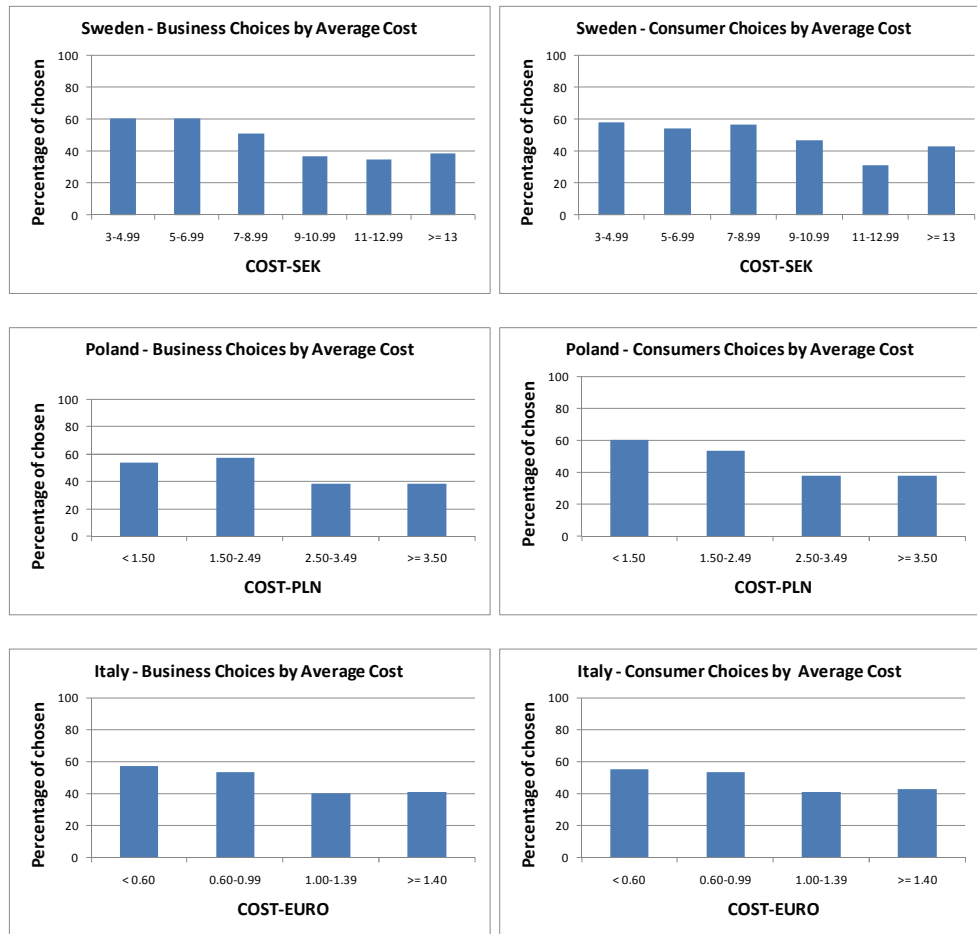 Sweden - Business Choices by Average Cost
Percentage of chosen
100
80
60
40
20
0
3-4.99 5-6.99 7-8.99 9-10.99 11-12.99 >= 13
COST-SEK
Sweden - Consumer Choices by Average Cost
Percentage of chosen
100
80
60
40
20
0
3-4.99 5-6.99 7-8.99 9-10.99 11-12.99 >= 13
COST-SEK
Poland - Business Choices by Average Cost
Percentage of chosen
100
80
60
40
20
0
< 1.50 1.50-2.49 2.50-3.49 >= 3.50
COST-PLN
Poland - Consumers Choices by Average Cost
Percentage of chosen
100
80
60
40
20
0
< 1.50 1.50-2.49 2.50-3.49 >= 3.50
COST-PLN
Italy - Business Choices by Average Cost
Percentage of chosen
100
80
60
40
20
0
< 0.60 0.60-0.99 1.00-1.39 >= 1.40
COST-EURO
Italy - Consumer Choices by Average Cost
Percentage of chosen
100
80
60
40
20
0
< 0.60 0.60-0.99 1.00-1.39 >= 1.40
COST-EURO